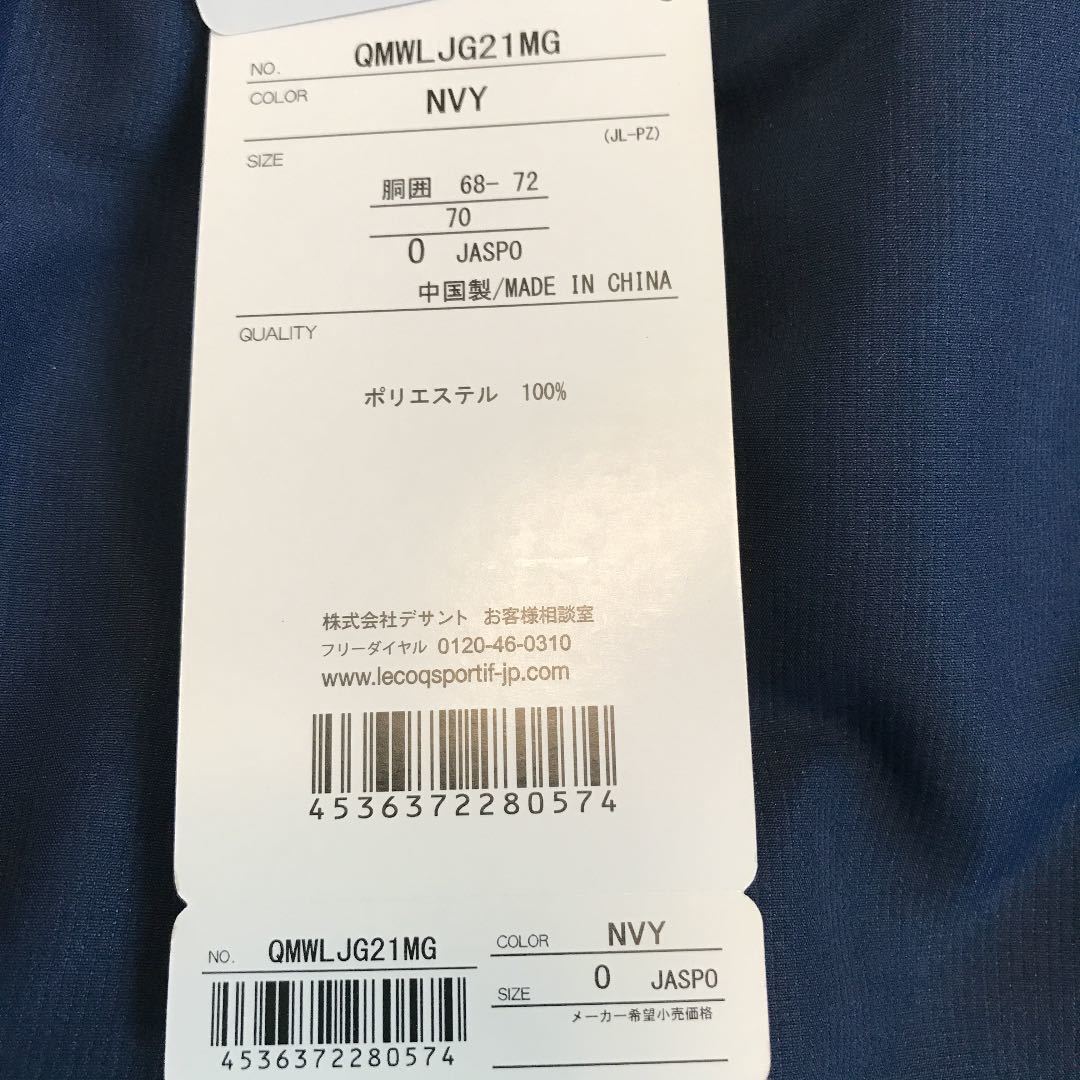 NO. QMWLJG21MG
COLOR NVY
(JL-PZ)
SIZE
胴囲 68- 72
70
0 JASPO
中国製/MADE IN CHINA
QUALITY
ポリエステル 100%
株式会社デサント お客様相談室
フリーダイヤル 0120-46-0310
www.lecoqsportif-jp.com
4536372280574
NO. QMWLJG21MG
4536372280574
COLOR NVY
SIZE 0 JASPO
メーカー希望小売価格